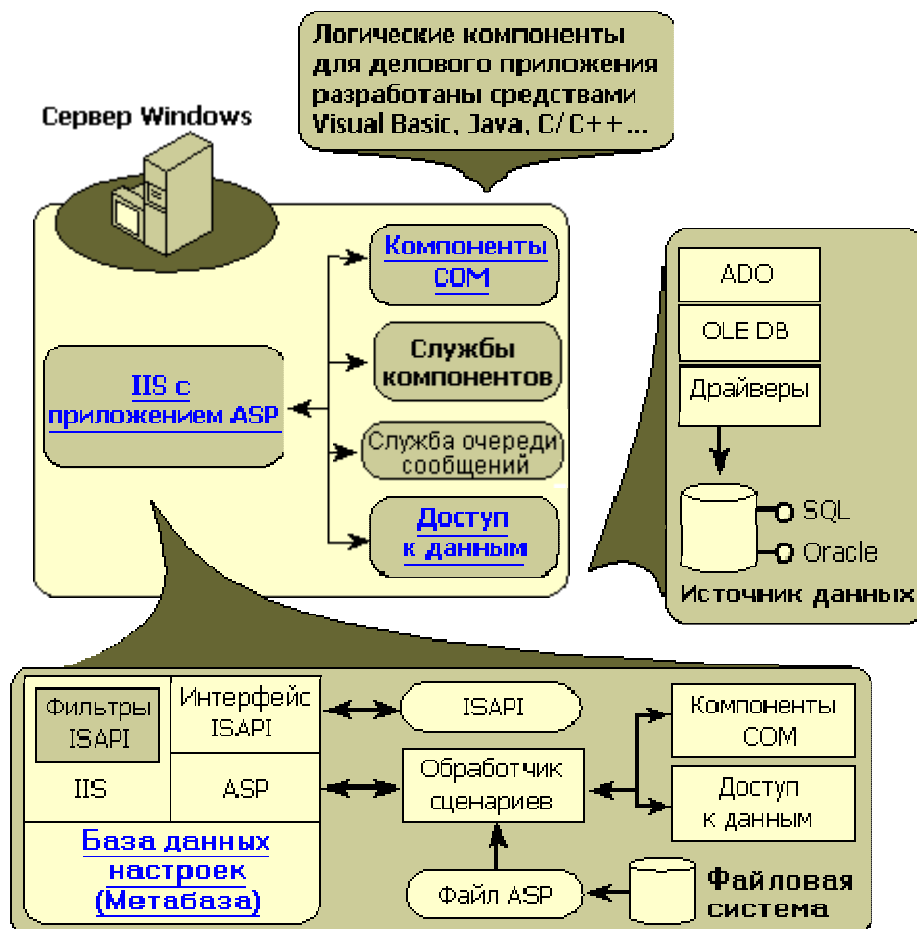 Логические компоненты
для делового приложения
разработаны средствами
Visual Basic, Java, C/C++...
Сервер Windows
Компоненты
COM
Службы
компонентов
IIS с
приложением ASP
Служба очереди
сообщений
Доступ
к данным
ADO
OLE DB
Драйверы
SQL
Oracle
Источник данных
Фильтры
ISAPI
Интерфейс
ISAPI
IIS
ASP
База данных
настроек
(Метабаза)
ISAPI
Обработчик
сценариев
Файл ASP
Компоненты
COM
Доступ
к данным
Файловая
система